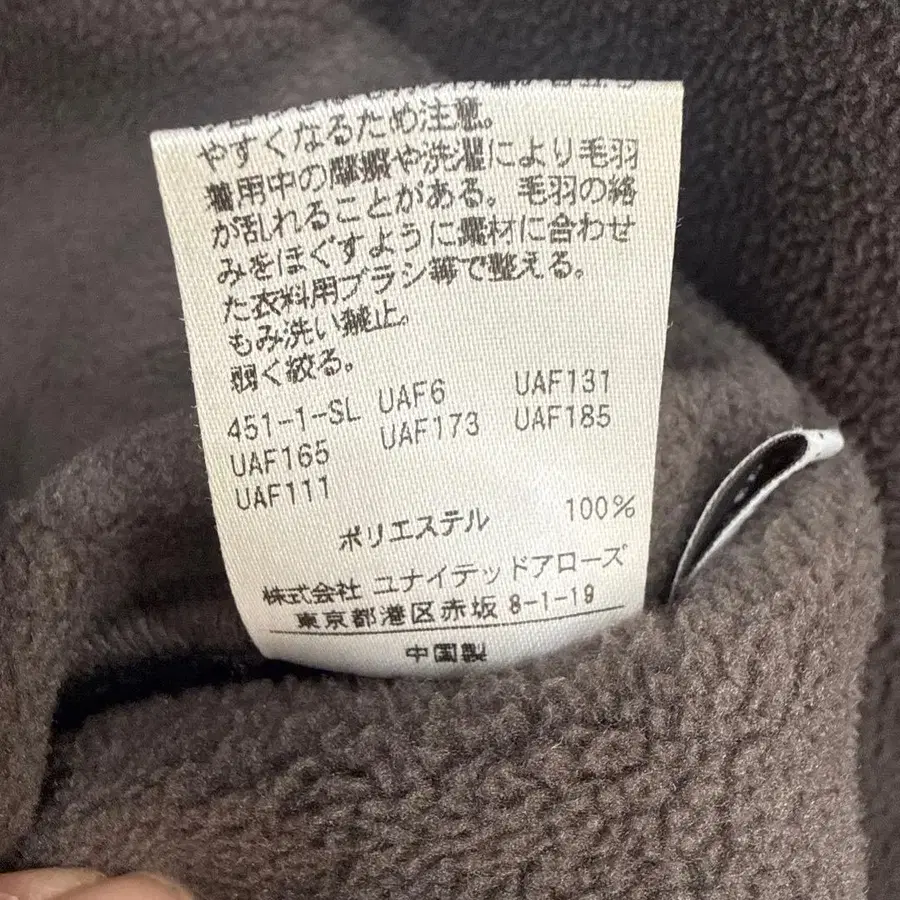 やすくなるため注意。
着用中の摩擦や洗濯により毛羽
が乱れることがある。毛羽の絡
みをほぐすように素材に合わせ
た衣料用ブラシ等で整える。
もみ洗い禁止。
弱く絞る。
451-1-SL UAF6 UAF131
UAF165 UAF173 UAF185
UAF111
ポリエステル 100%
株式会社 ユナイテッドアローズ
東京都港区赤坂 8-1-19
中国製